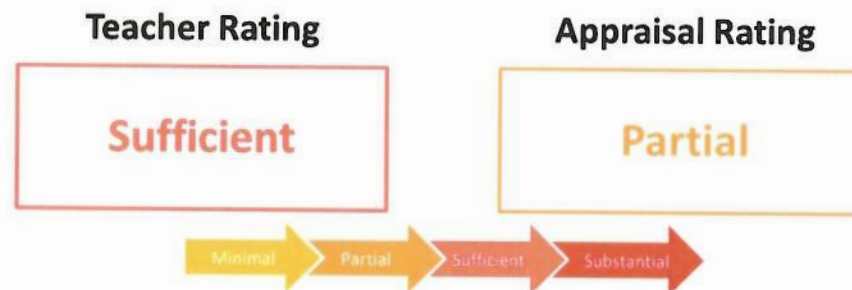 Teacher Rating
Appraisal Rating
Sufficient
Partial
Minimal Partial Sufficient Substantial